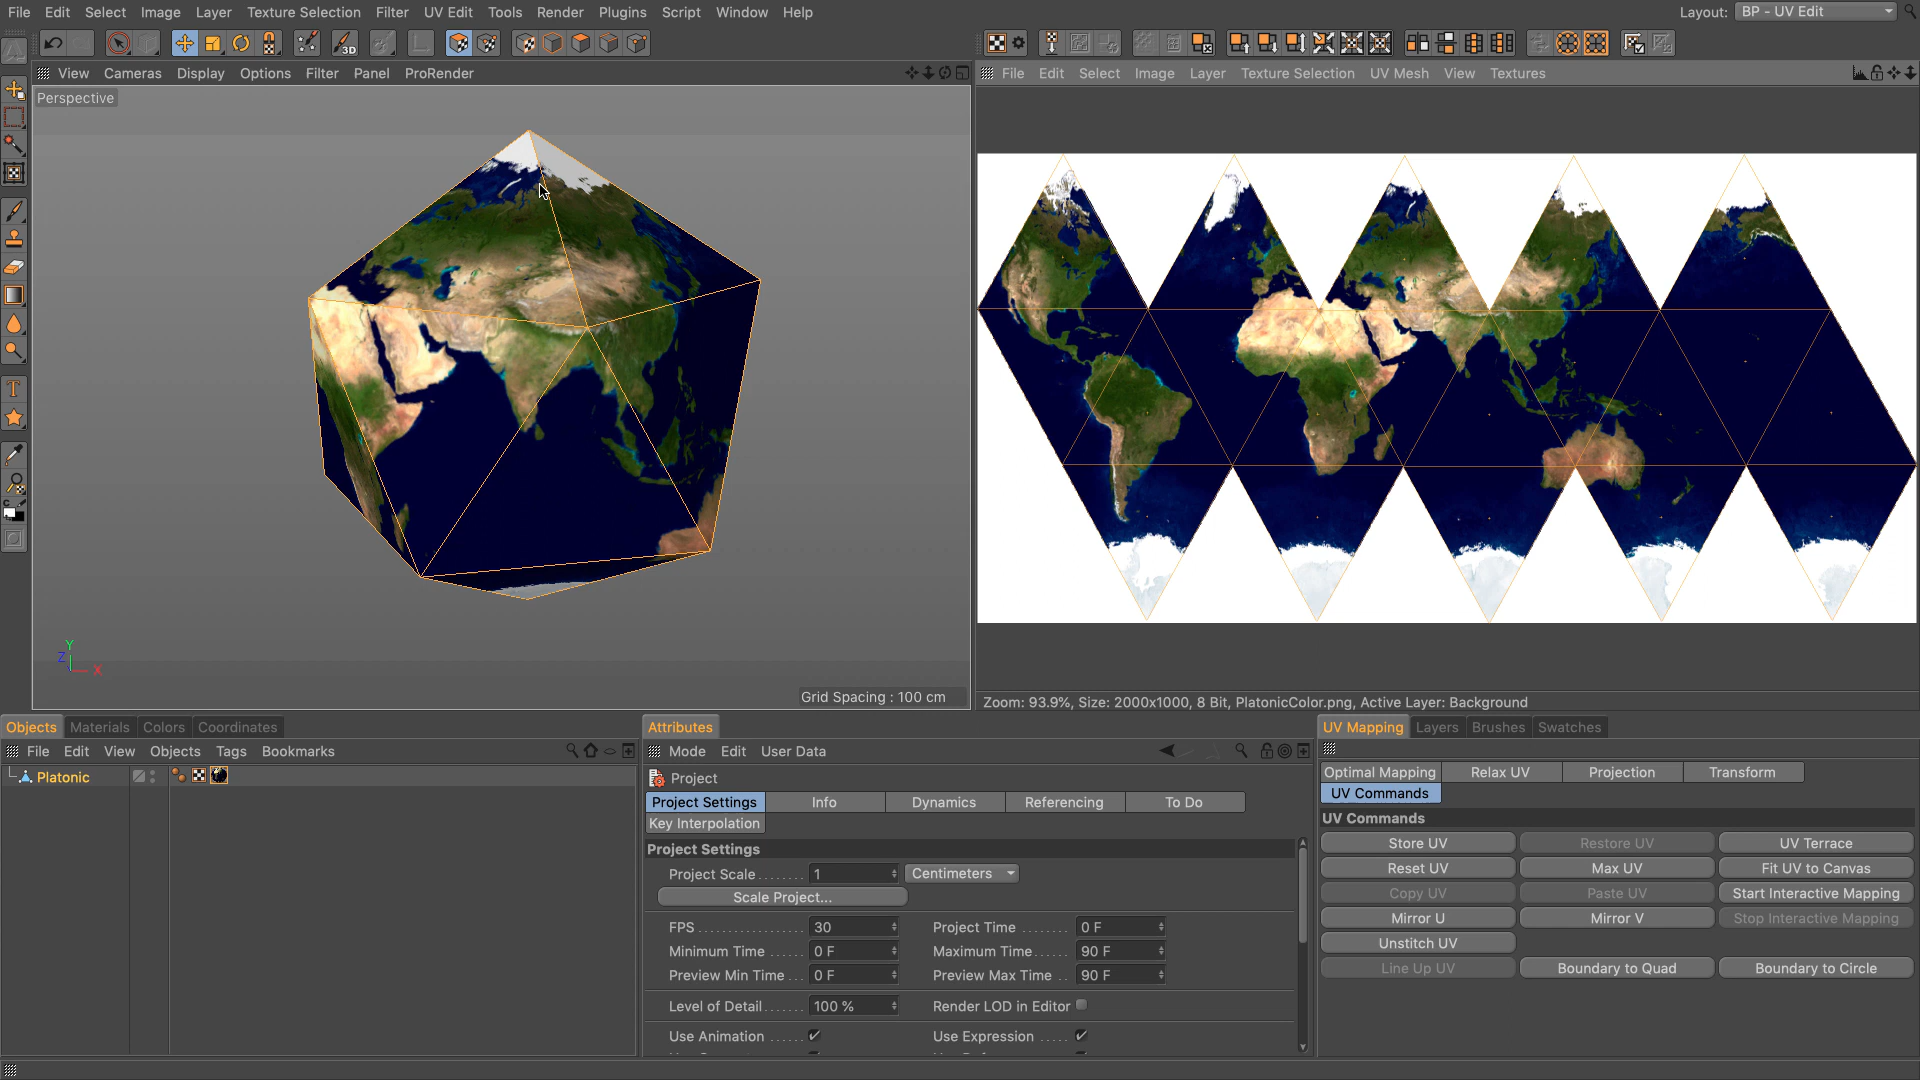 File Edit Select Image Layer Texture Selection Filter UV Edit Tools Render Plugins Script Window Help
Layout: BP - UV Edit
View Cameras Display Options Filter Panel ProRender
File Edit Select Image Layer Texture Selection UV Mesh View Textures
Perspective
Y
Z
X
Grid Spacing : 100 cm
Zoom: 93.9%, Size: 2000x1000, 8 Bit, PlatonicColor.png, Active Layer: Background
Objects Materials Colors Coordinates
File Edit View Objects Tags Bookmarks
Platonic
Attributes
Mode Edit User Data
Project
Project Settings Info Dynamics Referencing To Do
Key Interpolation
Project Settings
Project Scale........ 1 Centimeters
Scale Project...
FPS.................. 30 Project Time ........ 0 F
Minimum Time ...... 0 F Maximum Time...... 90 F
Preview Min Time ... 0 F Preview Max Time .. 90 F
Level of Detail....... 100 % Render LOD in Editor
Use Animation ...... Use Expression .....
UV Mapping Layers Brushes Swatches
Optimal Mapping Relax UV Projection Transform
UV Commands
UV Commands
Store UV Restore UV UV Terrace
Reset UV Max UV Fit UV to Canvas
Copy UV Paste UV Start Interactive Mapping
Mirror U Mirror V Stop Interactive Mapping
Unstitch UV
Line Up UV Boundary to Quad Boundary to Circle